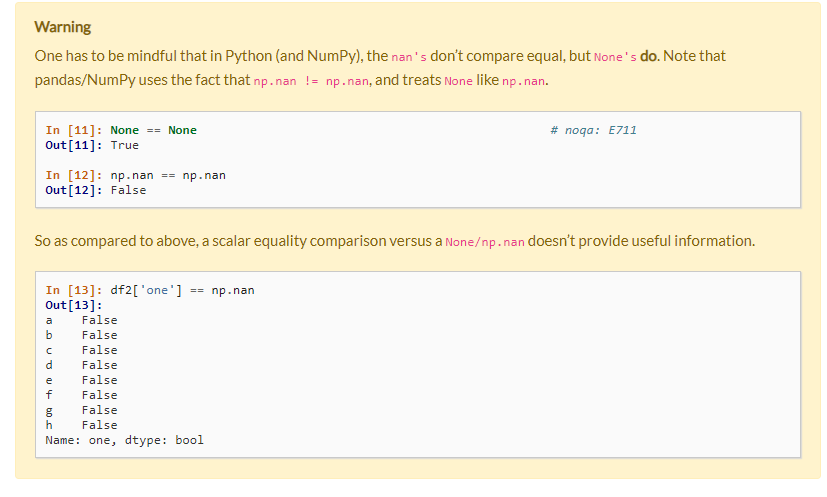 Warning
One has to be mindful that in Python (and NumPy), the nan's don’t compare equal, but None's do. Note that
pandas/NumPy uses the fact that np.nan != np.nan, and treats None like np.nan.
In [11]: None == None # noqa: E711
Out[11]: True
In [12]: np.nan == np.nan
Out[12]: False
So as compared to above, a scalar equality comparison versus a None/np.nan doesn’t provide useful information.
In [13]: df2['one'] == np.nan
Out[13]:
a False
b False
c False
d False
e False
f False
g False
h False
Name: one, dtype: bool